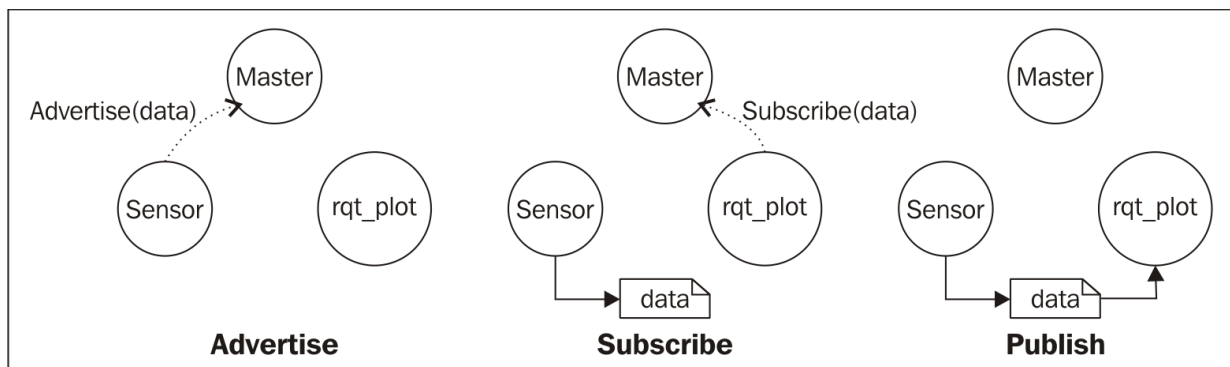 Master
Advertise(data)
Sensor
rqt_plot
Advertise
Master
Subscribe(data)
Sensor
rqt_plot
data
Subscribe
Master
Sensor
rqt_plot
data
Publish